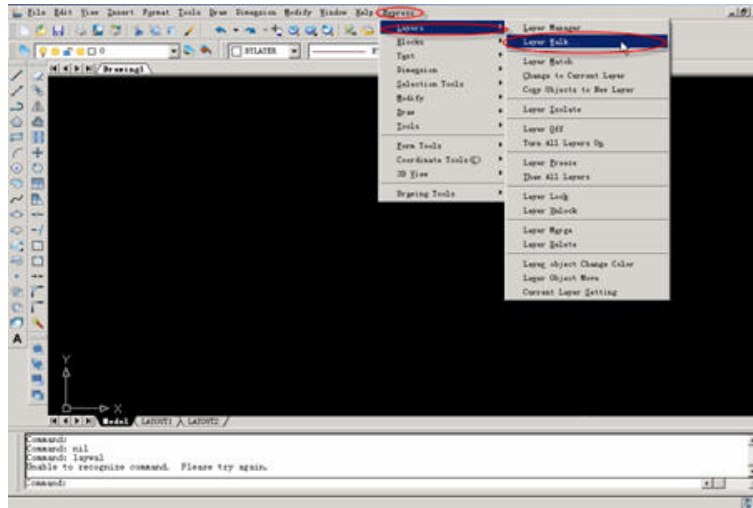 File Edit View Insert Format Tools Draw Dimension Modify Window Help Express
0
BYLAYER
Drawing1
Layers
Blocks
Text
Dimension
Selection Tools
Modify
Draw
Tools
Form Tools
Coordinate Tools(C)
3D View
Drawing Tools
Layer Manager
Layer Walk
Layer Match
Change to Current Layer
Copy Objects to New Layer
Layer Isolate
Layer Off
Turn All Layers On
Layer Freeze
Thaw All Layers
Layer Lock
Layer Unlock
Layer Merge
Layer Delete
Layer object Change Color
Layer Object Move
Current Layer Setting
A
Y
X
Model LAYOUT1 LAYOUT2
Command:
Command: nil
Command: laywal
Unable to recognize command. Please try again.
Command: